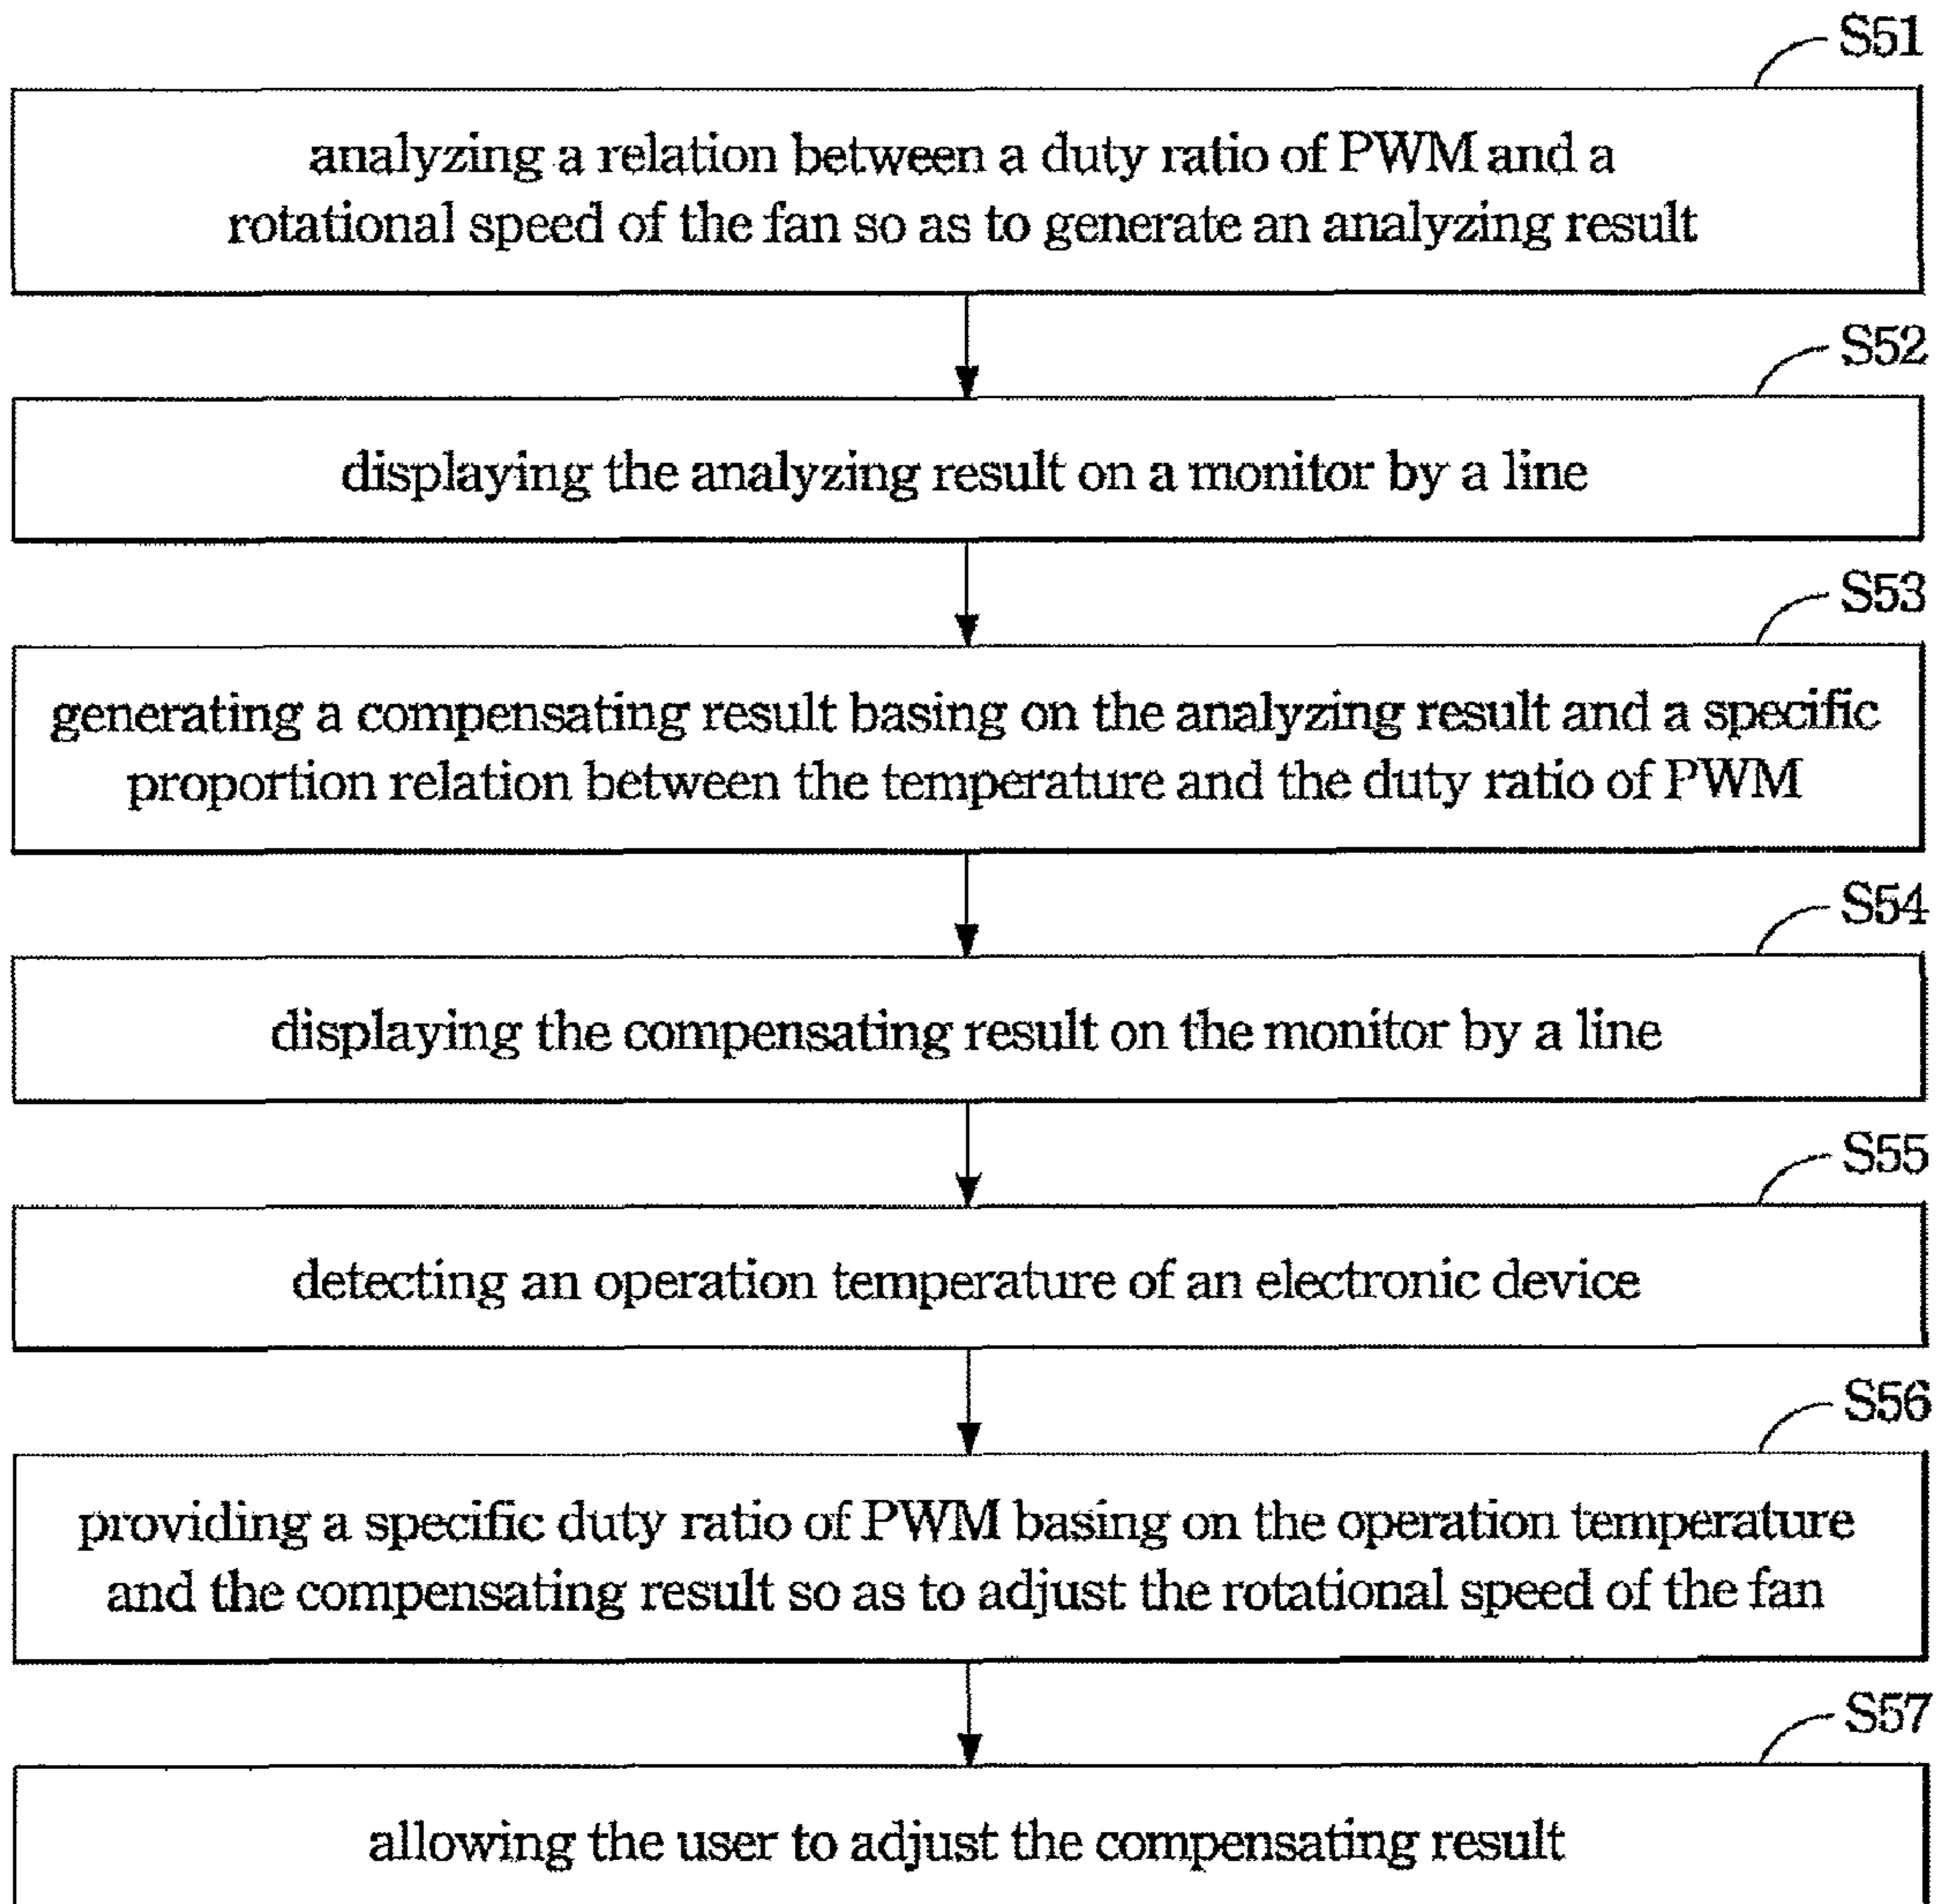 S51
analyzing a relation between a duty ratio of PWM and a
rotational speed of the fan so as to generate an analyzing result
S52
displaying the analyzing result on a monitor by a line
S53
generating a compensating result basing on the analyzing result and a specific
proportion relation between the temperature and the duty ratio of PWM
S54
displaying the compensating result on the monitor by a line
S55
detecting an operation temperature of an electronic device
S56
providing a specific duty ratio of PWM basing on the operation temperature
and the compensating result so as to adjust the rotational speed of the fan
S57
allowing the user to adjust the compensating result